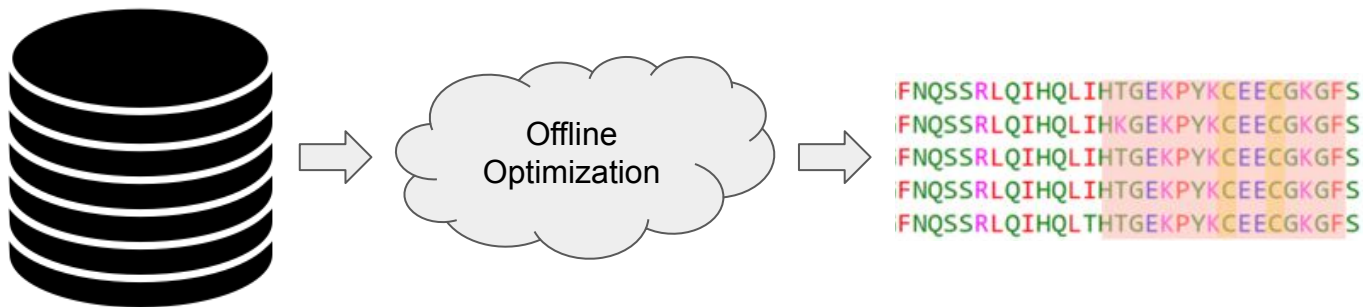 Offline
Optimization
FNQSSRLQIHQLIHTGEKPYKCEECGKGFS
FNQSSRLQIHQLIHKGEKPYKCEECGKGFS
FNQSSRLQIHQLIHTGEKPYKCEECGKGFS
FNQSSRLQIHQLIHTGEKPYKCEECGKGFS
FNQSSRLQIHQLTHTGEKPYKCEECGKGFS